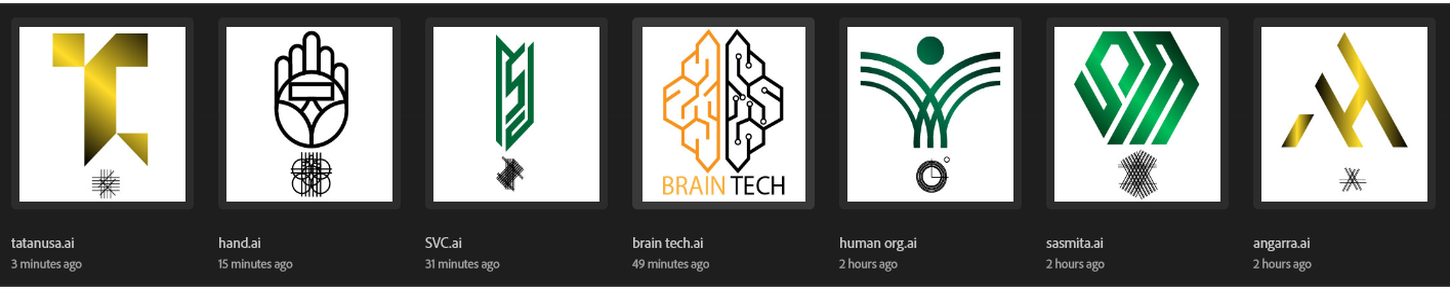 BRAIN TECH
tatanusa.ai
3 minutes ago
hand.ai
15 minutes ago
SVC.ai
31 minutes ago
brain tech.ai
49 minutes ago
human org.ai
2 hours ago
sasmita.ai
2 hours ago
angarra.ai
2 hours ago